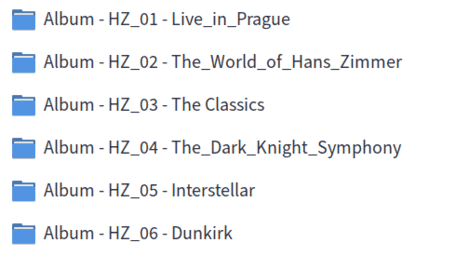 Album - HZ_01 - Live_in_Prague
Album - HZ_02 - The_World_of_Hans_Zimmer
Album - HZ_03 - The Classics
Album - HZ_04 - The_Dark_Knight_Symphony
Album - HZ_05 - Interstellar
Album - HZ_06 - Dunkirk